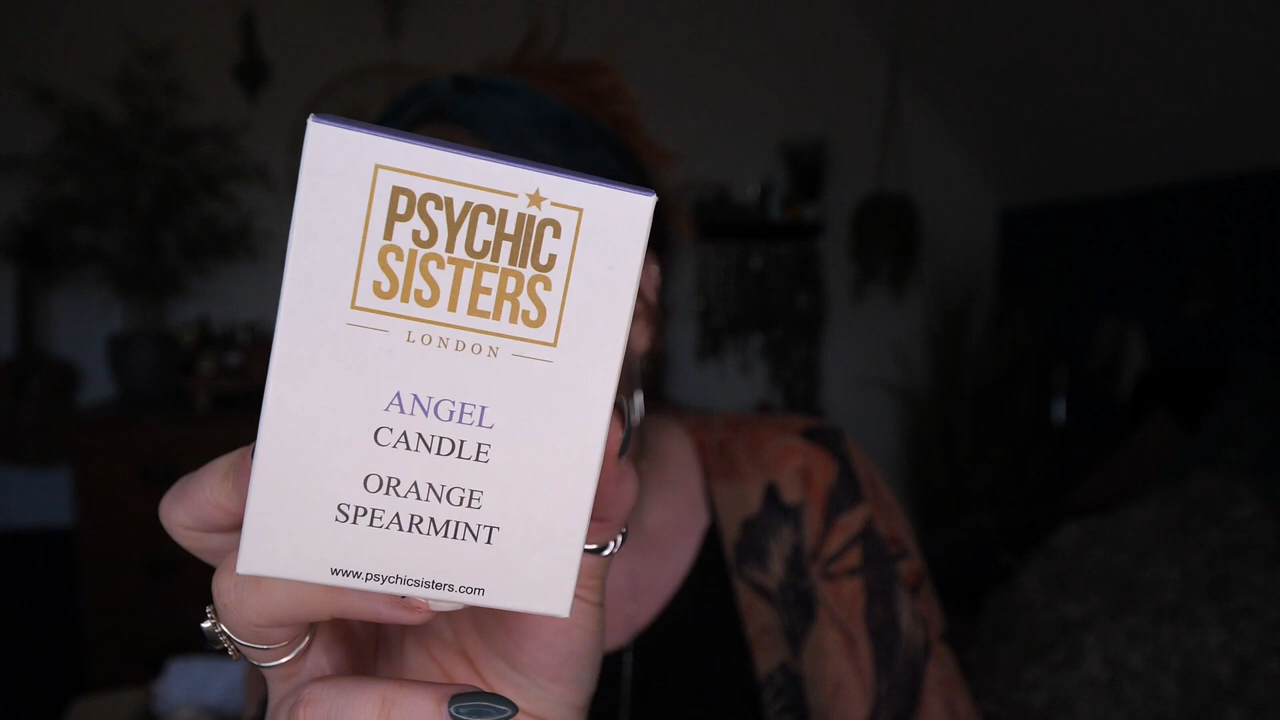 PSYCHIC
SISTERS
LONDON
ANGEL
CANDLE
ORANGE
SPEARMINT
www.psychicsisters.com